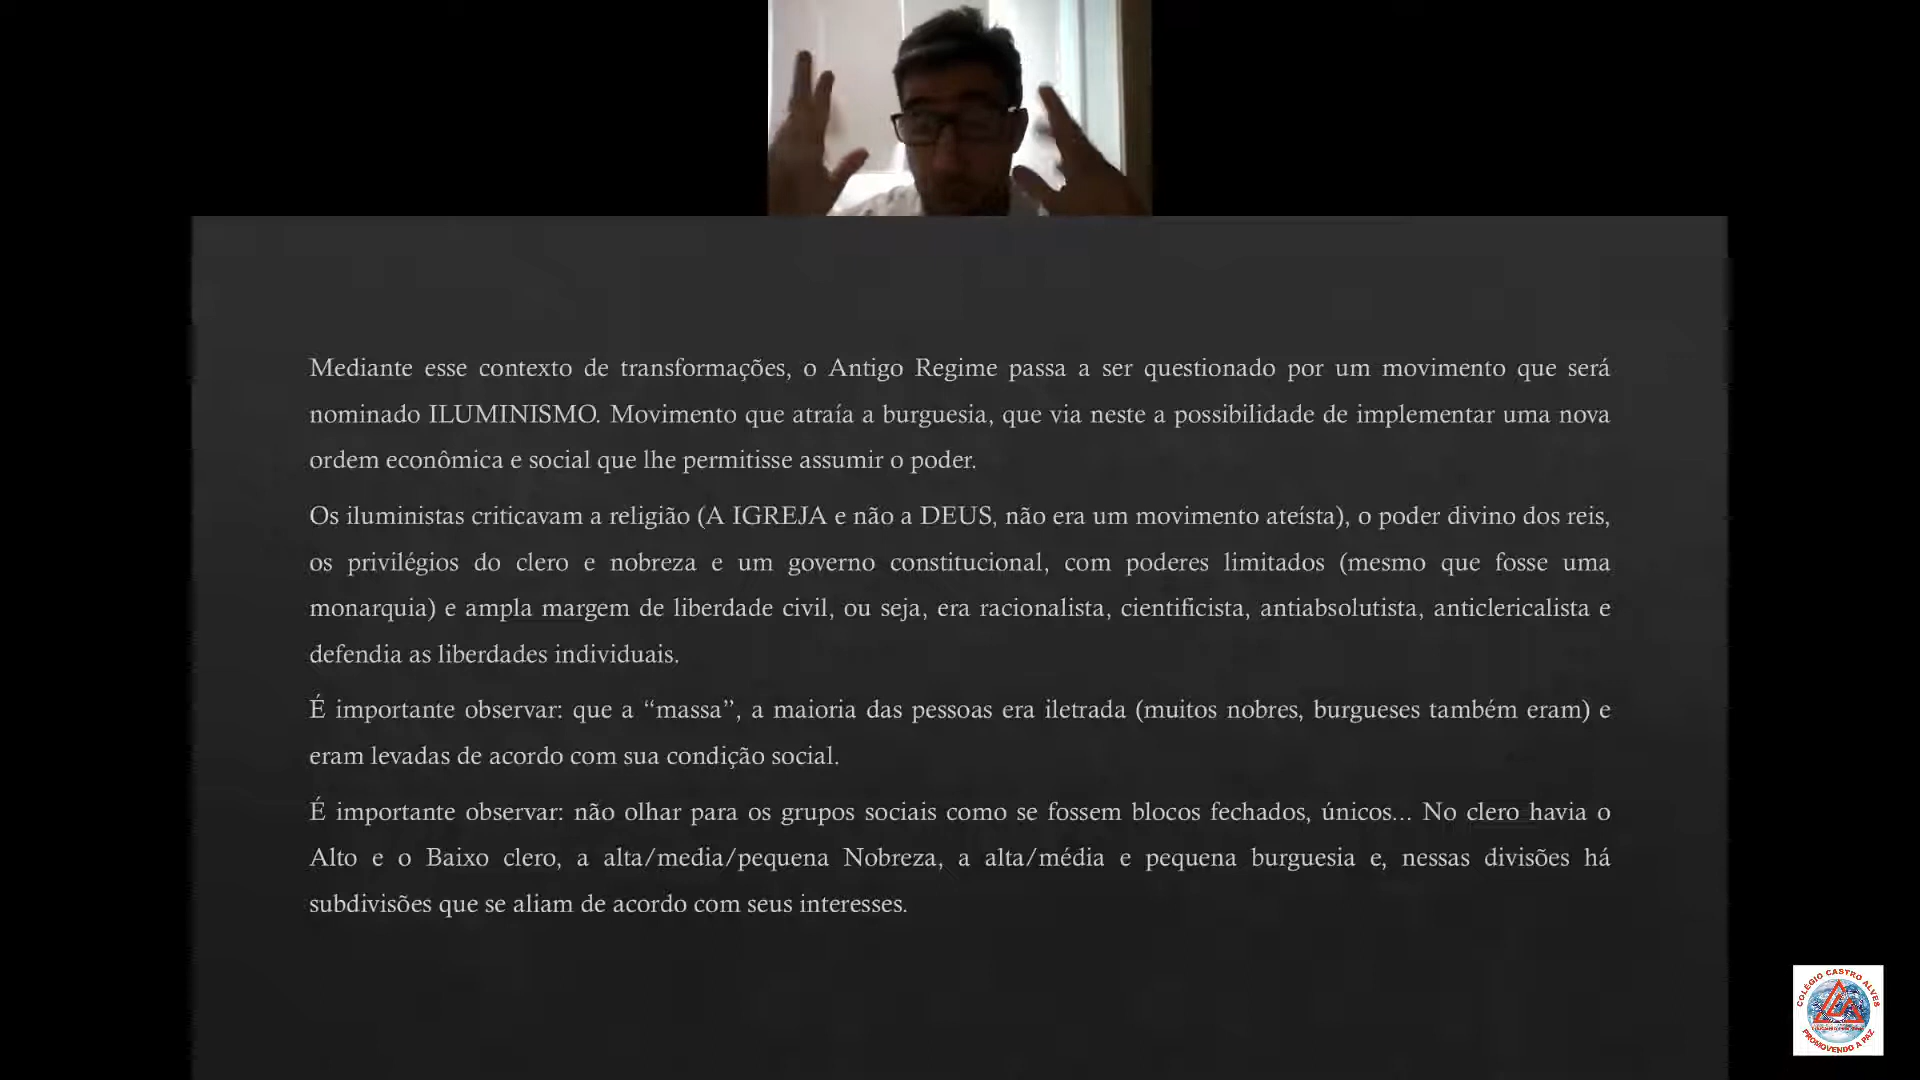 Mediante esse contexto de transformações, o Antigo Regime passa a ser questionado por um movimento que será
nominado ILUMINISMO. Movimento que atraía a burguesia, que via neste a possibilidade de implementar uma nova
ordem econômica e social que lhe permitisse assumir o poder.
Os iluministas criticavam a religião (A IGREJA e não a DEUS, não era um movimento ateísta), o poder divino dos reis,
os privilégios do clero e nobreza e um governo constitucional, com poderes limitados (mesmo que fosse uma
monarquia) e ampla margem de liberdade civil, ou seja, era racionalista, cientificista, antiabsolutista, anticlericalista e
defendia as liberdades individuais.
É importante observar: que a “massa”, a maioria das pessoas era iletrada (muitos nobres, burgueses também eram) e
eram levadas de acordo com sua condição social.
É importante observar: não olhar para os grupos sociais como se fossem blocos fechados, únicos... No clero havia o
Alto e o Baixo clero, a alta/media/pequena Nobreza, a alta/média e pequena burguesia e, nessas divisões há
subdivisões que se aliam de acordo com seus interesses.
COLÉGIO CASTRO ALVES
PROMOVENDO A PAZ